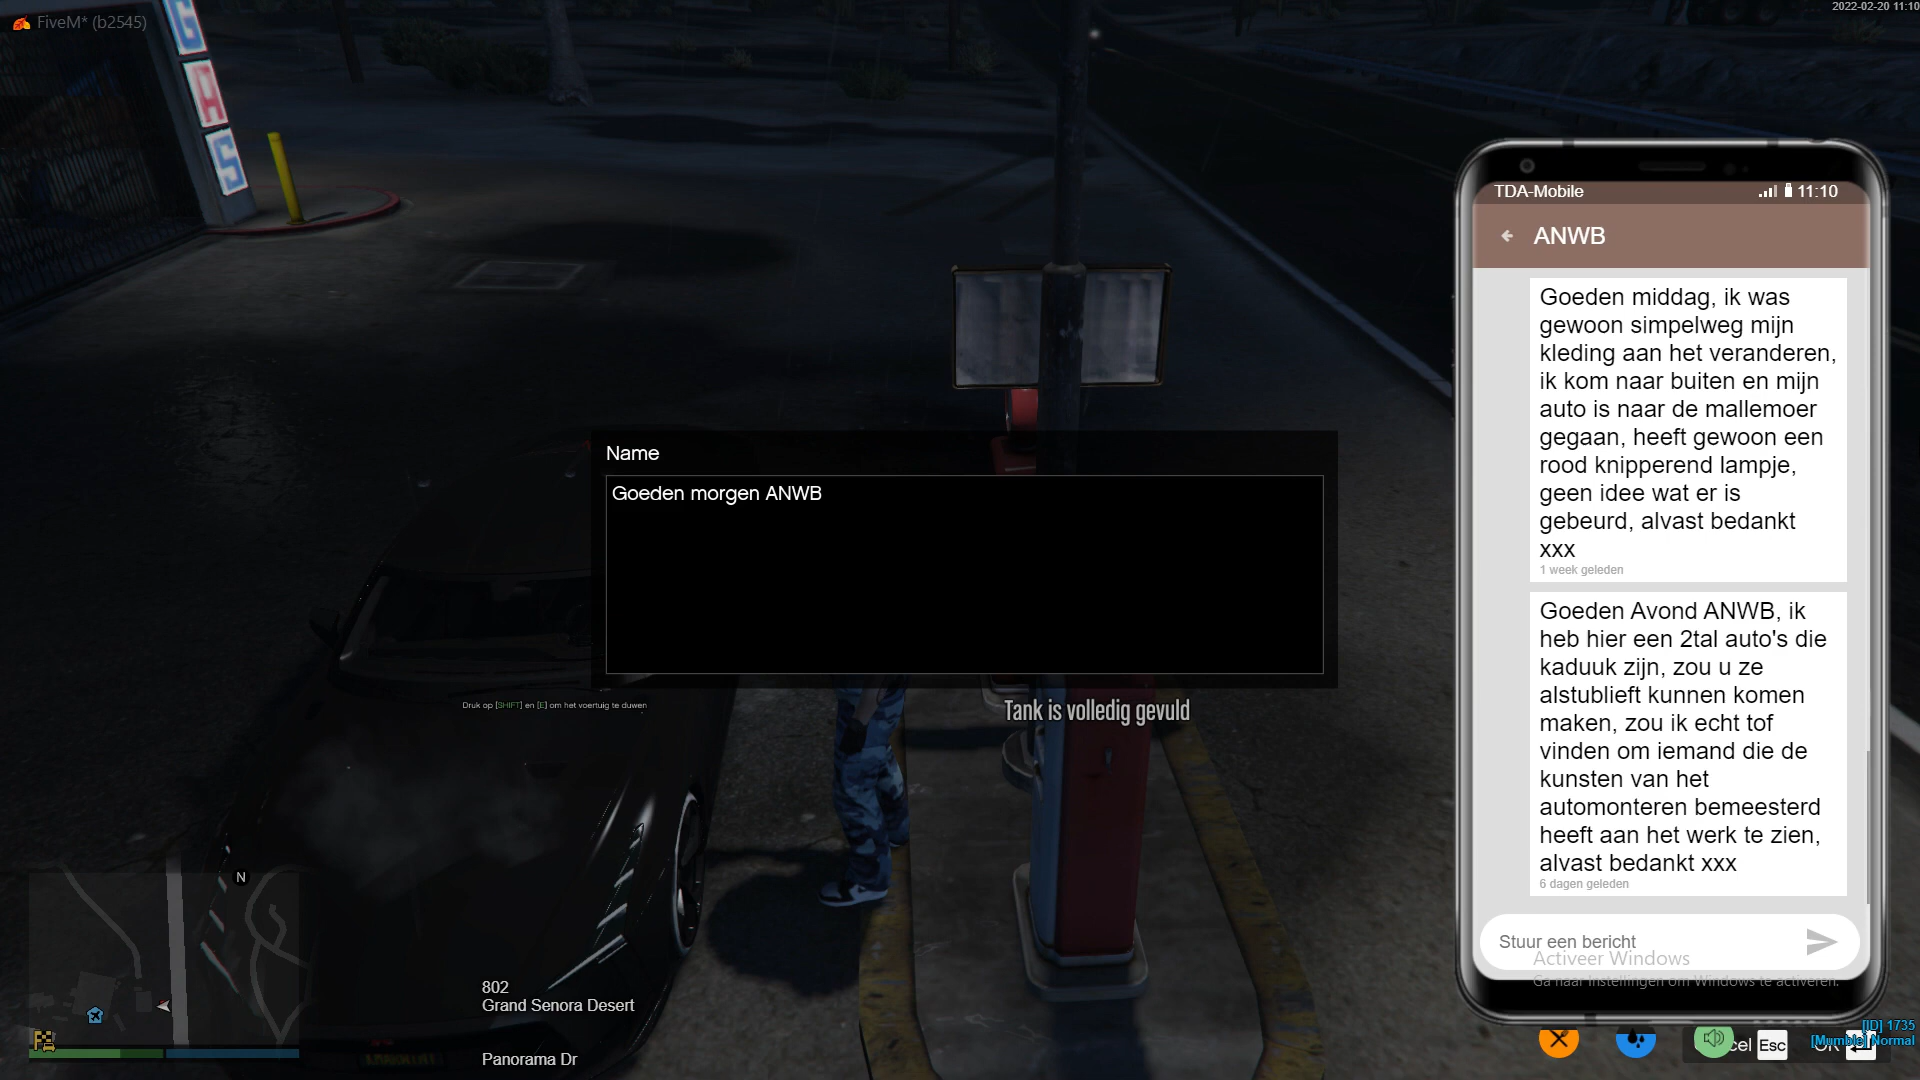 FiveM* (b2545)
2022-02-20 11:10
GAS
TDA-Mobile
11:10
ANWB
Goeden middag, ik was
gewoon simpelweg mijn
kleding aan het veranderen,
ik kom naar buiten en mijn
auto is naar de mallemoer
gegaan, heeft gewoon een
rood knipperend lampje,
geen idee wat er is
gebeurd, alvast bedankt
xxx
1 week geleden
Goeden Avond ANWB, ik
heb hier een 2tal auto's die
kaduuk zijn, zou u ze
alstublieft kunnen komen
maken, zou ik echt tof
vinden om iemand die de
kunsten van het
automonteren bemeesterd
heeft aan het werk te zien,
alvast bedankt xxx
6 dagen geleden
Stuur een bericht
Activeer Windows
Ga naar Instellingen om Windows te activeren.
Name
Goeden morgen ANWB
Druk op [SHIFT] en [E] om het voertuig te duwen
Tank is volledig gevuld
N
802
Grand Senora Desert
Panorama Dr
[ID] 1735
[Mumble] Normal
Esc
OK